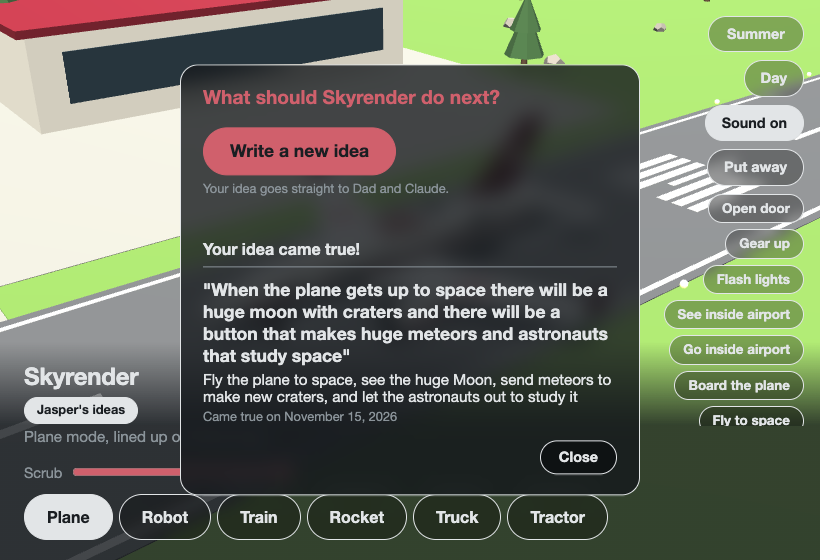 Summer
Day
Sound on
Put away
Open door
Gear up
Flash lights
See inside airport
Go inside airport
Board the plane
Fly to space
What should Skyrender do next?
Write a new idea
Your idea goes straight to Dad and Claude.
Your idea came true!
"When the plane gets up to space there will be a
huge moon with craters and there will be a
button that makes huge meteors and astronauts
that study space"
Fly the plane to space, see the huge Moon, send meteors to
make new craters, and let the astronauts out to study it
Came true on November 15, 2026
Close
Skyrender
Jasper's ideas
Plane mode, lined up o
Scrub
Plane
Robot
Train
Rocket
Truck
Tractor